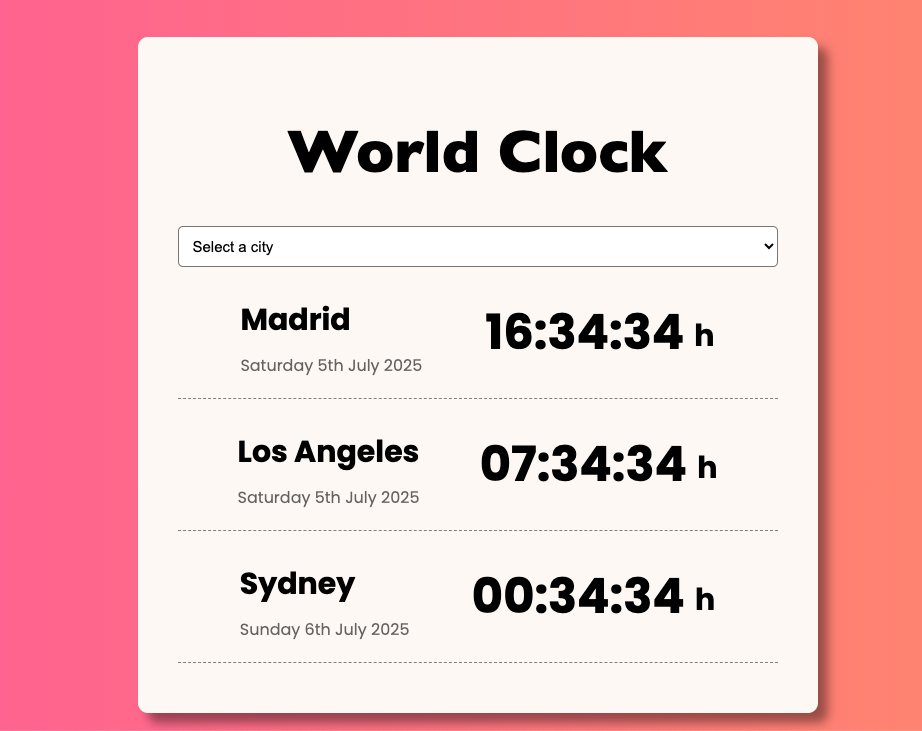 World Clock
Select a city
Madrid
16:34:34 h
Saturday 5th July 2025
Los Angeles
07:34:34 h
Saturday 5th July 2025
Sydney
00:34:34 h
Sunday 6th July 2025